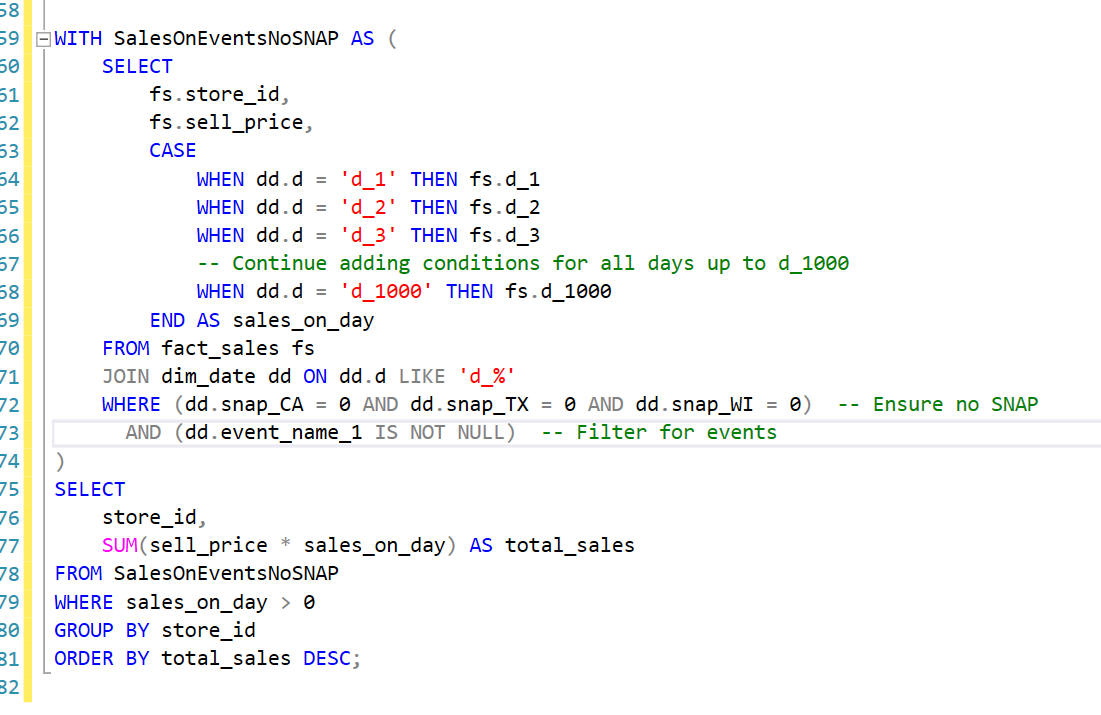 58
59 WITH SalesOnEventsNoSNAP AS (
60 SELECT
61 fs.store_id,
62 fs.sell_price,
63 CASE
64 WHEN dd.d = 'd_1' THEN fs.d_1
65 WHEN dd.d = 'd_2' THEN fs.d_2
66 WHEN dd.d = 'd_3' THEN fs.d_3
67 -- Continue adding conditions for all days up to d_1000
68 WHEN dd.d = 'd_1000' THEN fs.d_1000
69 END AS sales_on_day
70 FROM fact_sales fs
71 JOIN dim_date dd ON dd.d LIKE 'd_%'
72 WHERE (dd.snap_CA = 0 AND dd.snap_TX = 0 AND dd.snap_WI = 0)  -- Ensure no SNAP
73 AND (dd.event_name_1 IS NOT NULL)  -- Filter for events
74 )
75 SELECT
76 store_id,
77 SUM(sell_price * sales_on_day) AS total_sales
78 FROM SalesOnEventsNoSNAP
79 WHERE sales_on_day > 0
80 GROUP BY store_id
81 ORDER BY total_sales DESC;
82